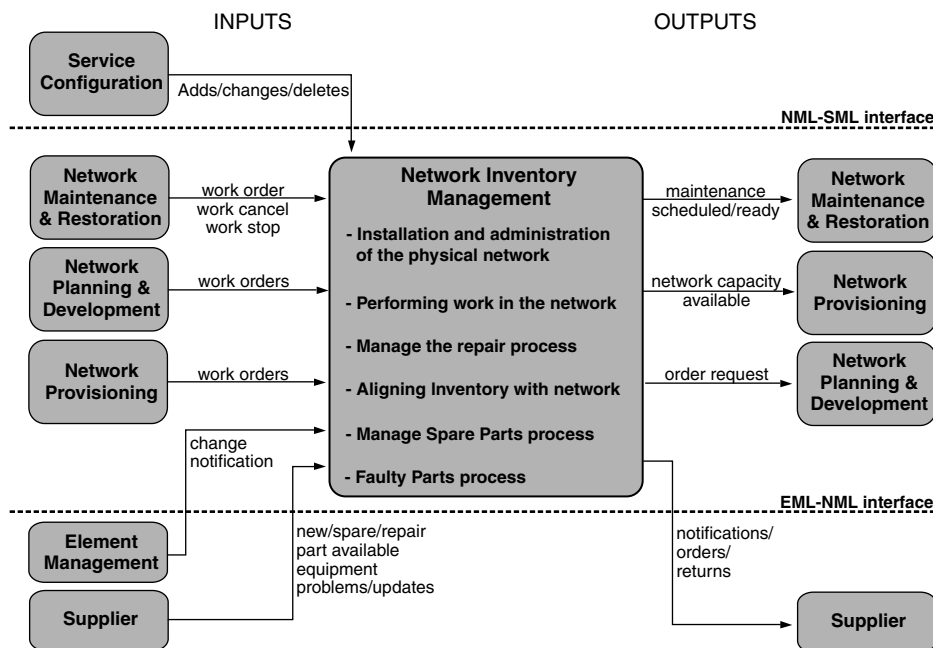 INPUTS
OUTPUTS
Service
Configuration
Adds/changes/deletes
NML-SML interface
Network
Maintenance
& Restoration
work order
work cancel
work stop
Network
Planning &
Development
work orders
Network
Provisioning
work orders
Network Inventory
Management
- Installation and administration
of the physical network
- Performing work in the network
- Manage the repair process
- Aligning Inventory with network
- Manage Spare Parts process
- Faulty Parts process
maintenance
scheduled/ready
Network
Maintenance
& Restoration
network capacity
available
Network
Provisioning
order request
Network
Planning &
Development
change
notification
EML-NML interface
Element
Management
new/spare/repair
part available
equipment
problems/updates
Supplier
notifications/
orders/
returns
Supplier